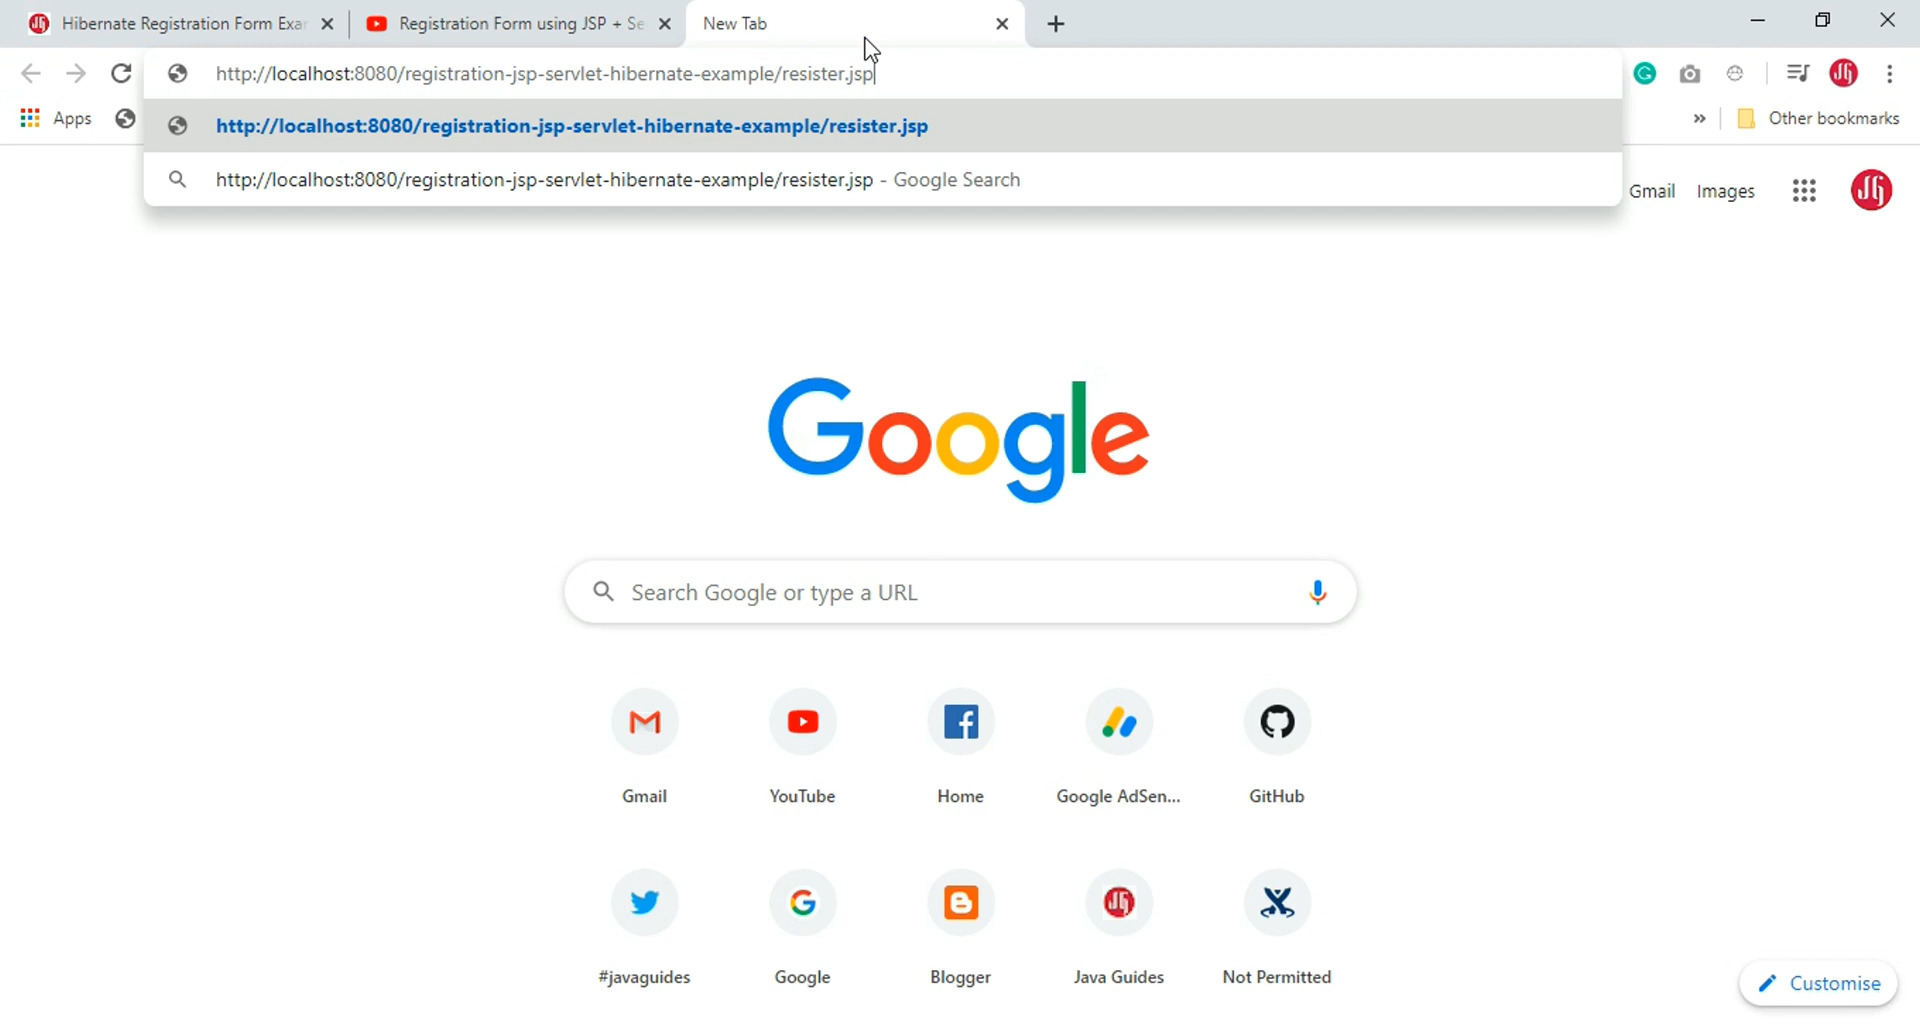 Hibernate Registration Form Exar
Registration Form using JSP + Se
New Tab
http://localhost:8080/registration-jsp-servlet-hibernate-example/resister.jsp
Apps
http://localhost:8080/registration-jsp-servlet-hibernate-example/resister.jsp
Other bookmarks
http://localhost:8080/registration-jsp-servlet-hibernate-example/resister.jsp - Google Search
Gmail Images
Google
Search Google or type a URL
Gmail YouTube Home Google AdSen... GitHub
#javaguides Google Blogger Java Guides Not Permitted
Customise